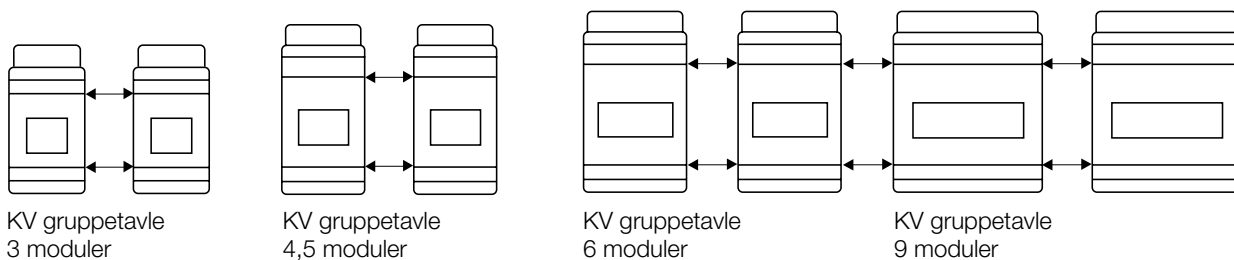 KV gruppetavle
3 moduler
KV gruppetavle
4,5 moduler
KV gruppetavle
6 moduler
KV gruppetavle
9 moduler